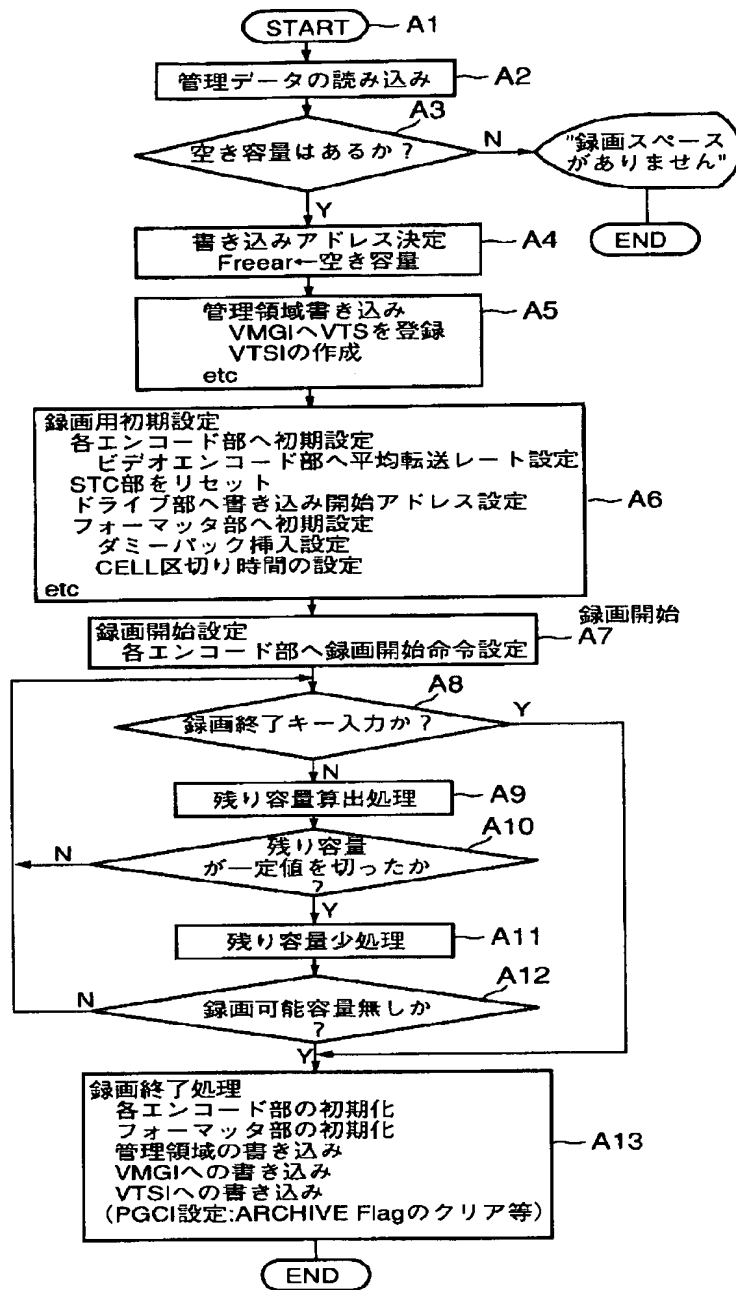 START
A1
管理データの読み込み
A2
A3
空き容量はあるか？
N
"録画スペース
がありません"
END
Y
書き込みアドレス決定
Freear←空き容量
A4
管理領域書き込み
VMGIへVTSを登録
VTSIの作成
etc
A5
録画用初期設定
各エンコード部へ初期設定
ビデオエンコード部へ平均転送レート設定
STC部をリセット
ドライブ部へ書き込み開始アドレス設定
フォーマッタ部へ初期設定
ダミーパック挿入設定
CELL区切り時間の設定
etc
A6
録画開始設定
各エンコード部へ録画開始命令設定
録画開始
A7
A8
録画終了キー入力か？
Y
N
残り容量算出処理
A9
A10
残り容量
が一定値を切ったか
？
N
Y
残り容量少処理
A11
A12
録画可能容量無しか
？
N
Y
録画終了処理
各エンコード部の初期化
フォーマッタ部の初期化
管理領域の書き込み
VMGIへの書き込み
VTSIへの書き込み
（PGCI設定:ARCHIVE Flagのクリア等）
A13
END